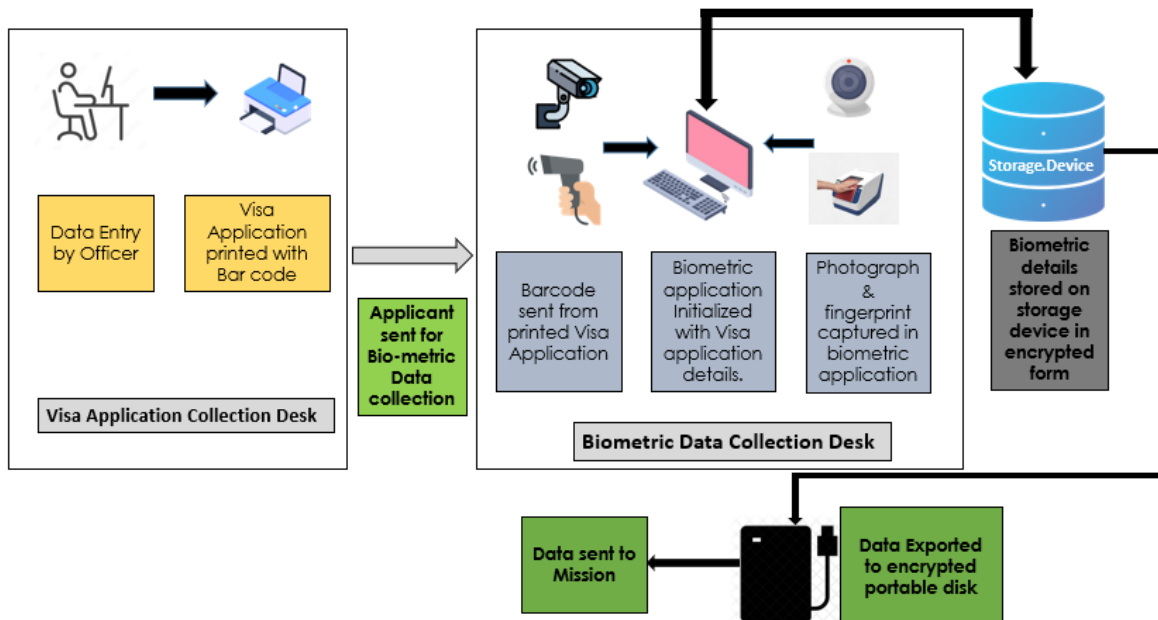 Data Entry
by Officer
Visa
Application
printed with
Bar code
Visa Application Collection Desk
Applicant
sent for
Bio-metric
Data
collection
Barcode
sent from
printed Visa
Application
Biometric
application
Initialized
with Visa
application
details.
Photograph
&
fingerprint
captured in
biometric
application
Biometric Data Collection Desk
Storage.Device
Biometric
details
stored on
storage
device in
encrypted
form
Data sent to
Mission
Data Exported
to encrypted
portable disk